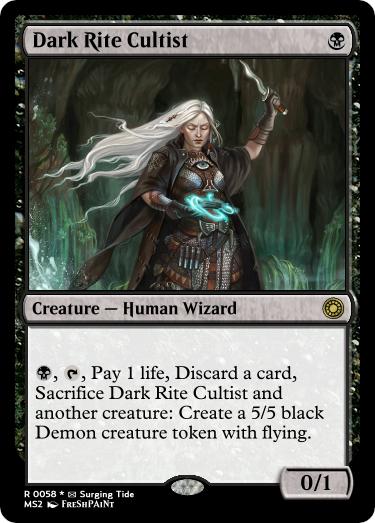 Dark Rite Cultist
Creature — Human Wizard
, , Pay 1 life, Discard a card,
Sacrifice Dark Rite Cultist and
another creature: Create a 5/5 black
Demon creature token with flying.
0/1
R 0058 * Surging Tide
MS2 FReSHPAiNT